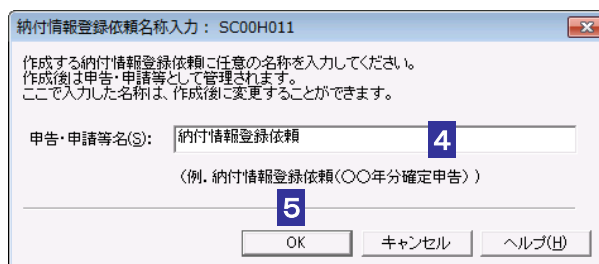 納付情報登録依頼名称入力： SC00H011
作成する納付情報登録依頼に任意の名称を入力してください。
作成後は申告・申請等として管理されます。
ここで入力した名称は、作成後に変更することができます。
申告・申請等名(S): 納付情報登録依頼 4
(例. 納付情報登録依頼(〇〇年分確定申告) )
5
OK キャンセル ヘルプ(H)